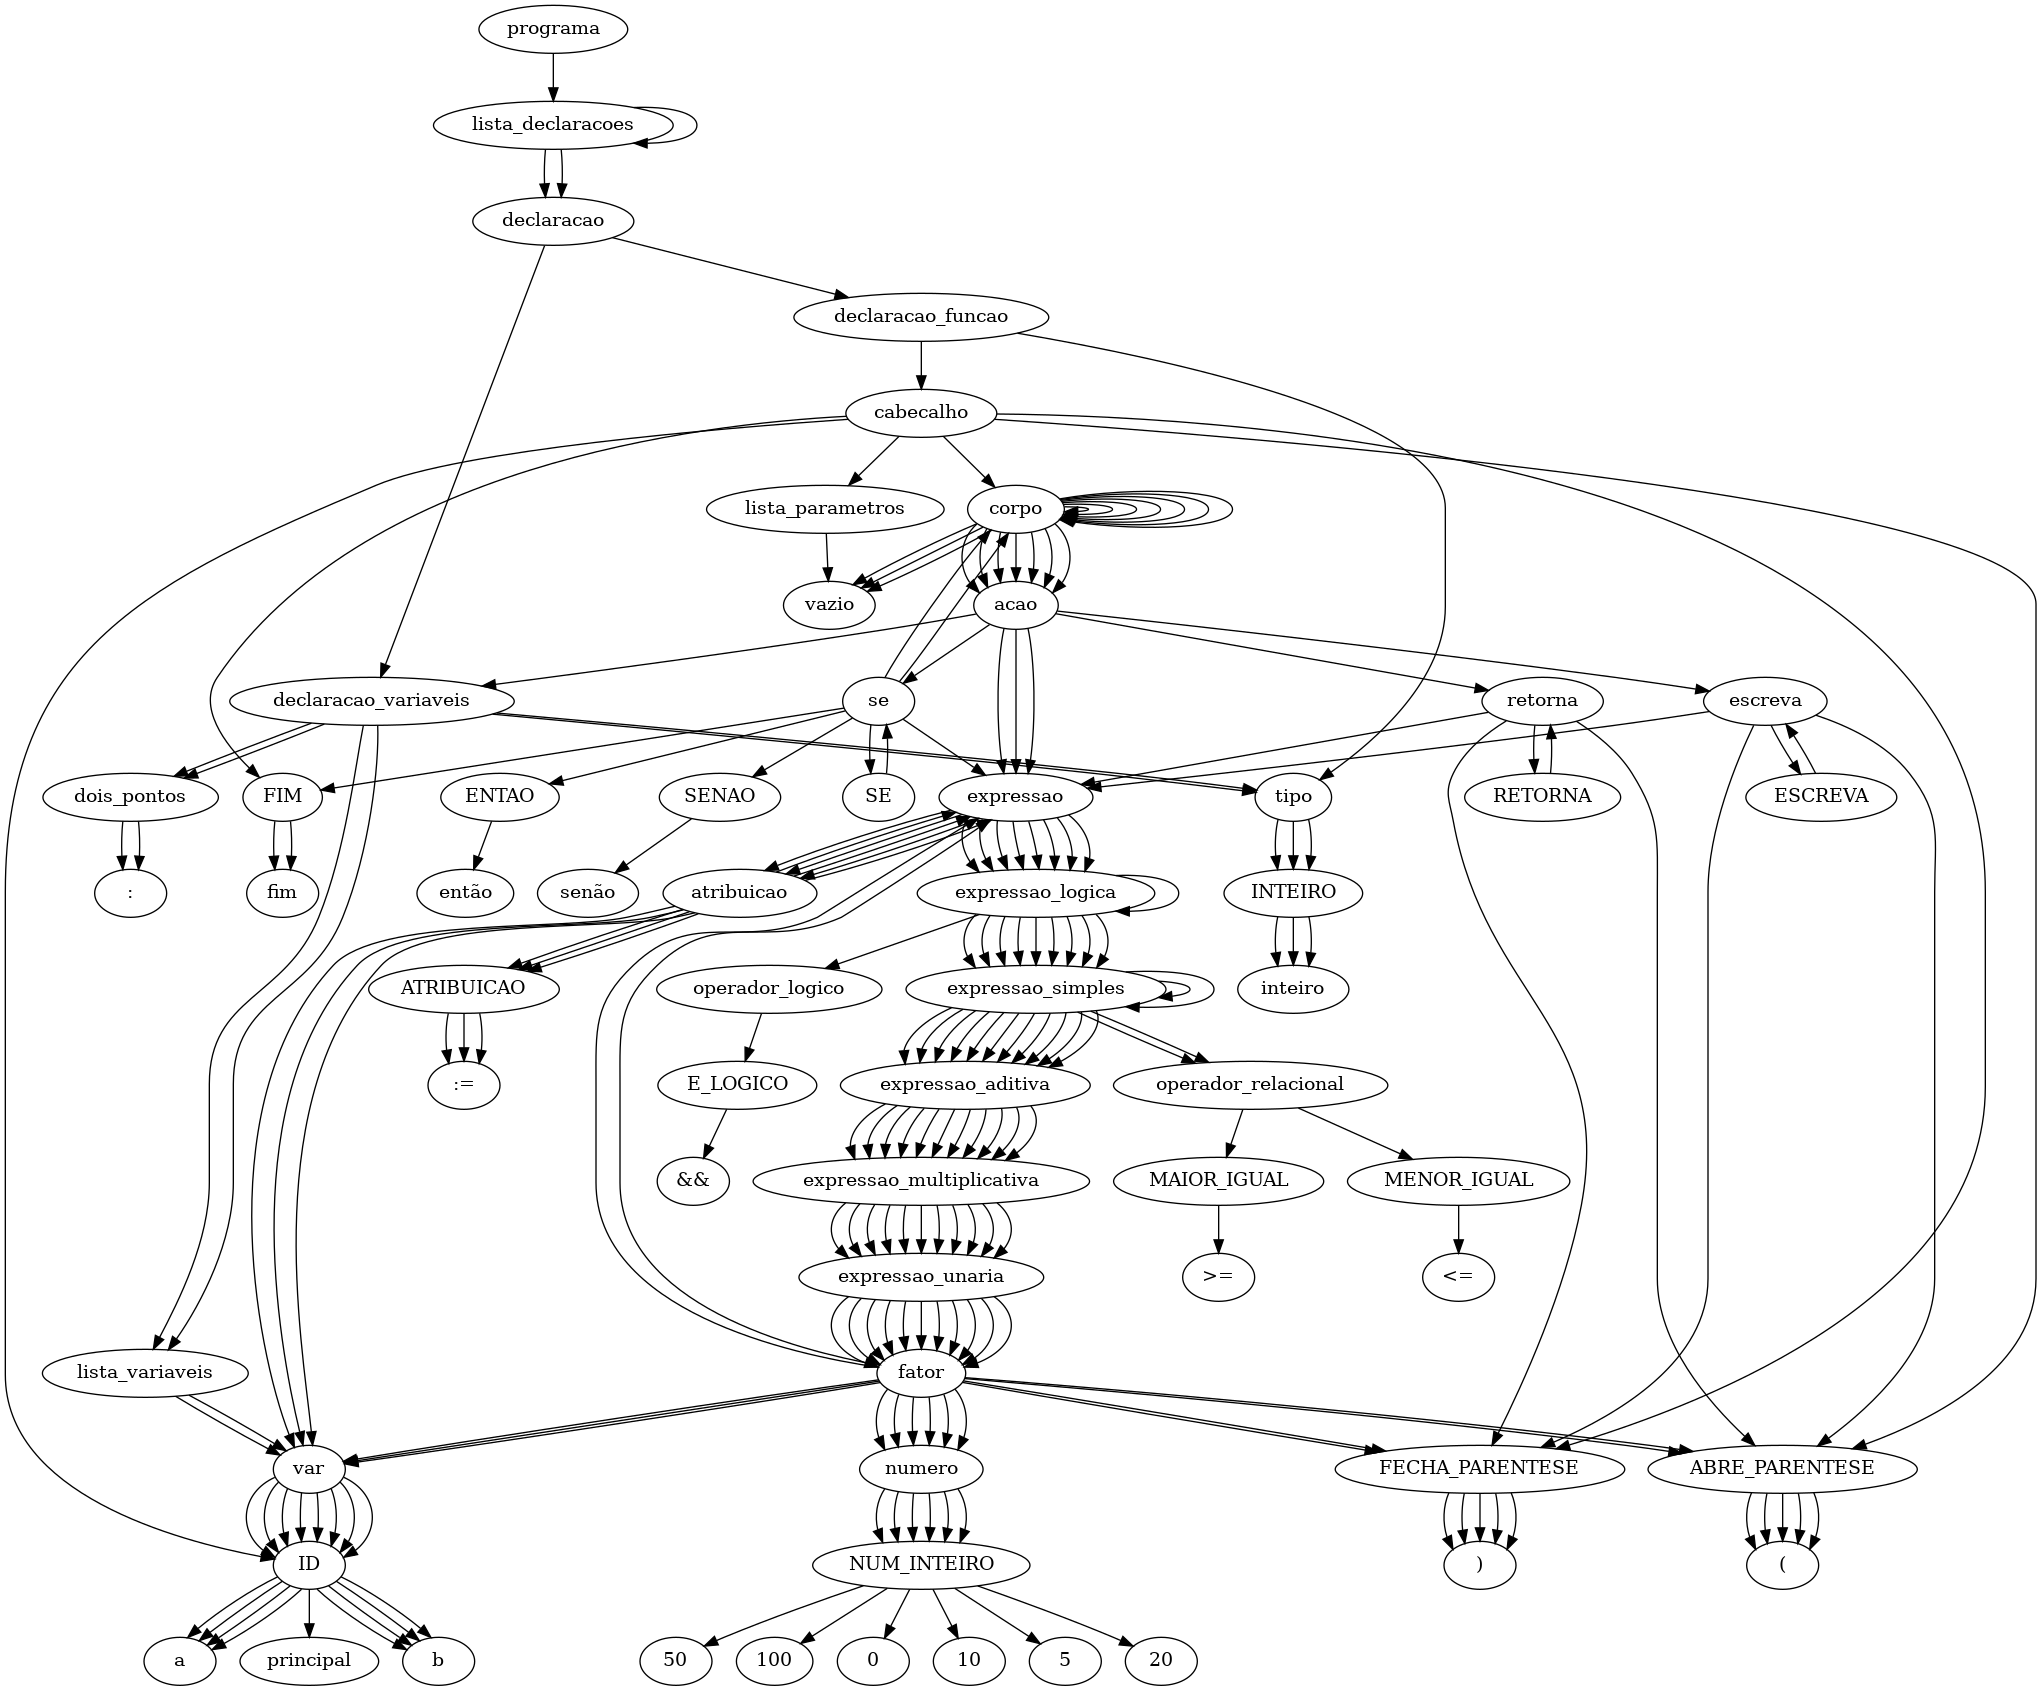 programa
lista_declaracoes
declaracao
declaracao_funcao
cabecalho
lista_parametros
corpo
vazio
acao
declaracao_variaveis
se
retorna
escreva
dois_pontos
FIM
ENTAO
SENAO
SE
expressao
tipo
RETORNA
ESCREVA
:
fim
então
senão
atribuicao
expressao_logica
INTEIRO
ATRIBUICAO
operador_logico
expressao_simples
inteiro
:=
E_LOGICO
expressao_aditiva
operador_relacional
&&
expressao_multiplicativa
MAIOR_IGUAL
MENOR_IGUAL
expressao_unaria
>=
<=
lista_variaveis
fator
var
numero
FECHA_PARENTESE
ABRE_PARENTESE
ID
NUM_INTEIRO
)
(
a
principal
b
50
100
0
10
5
20